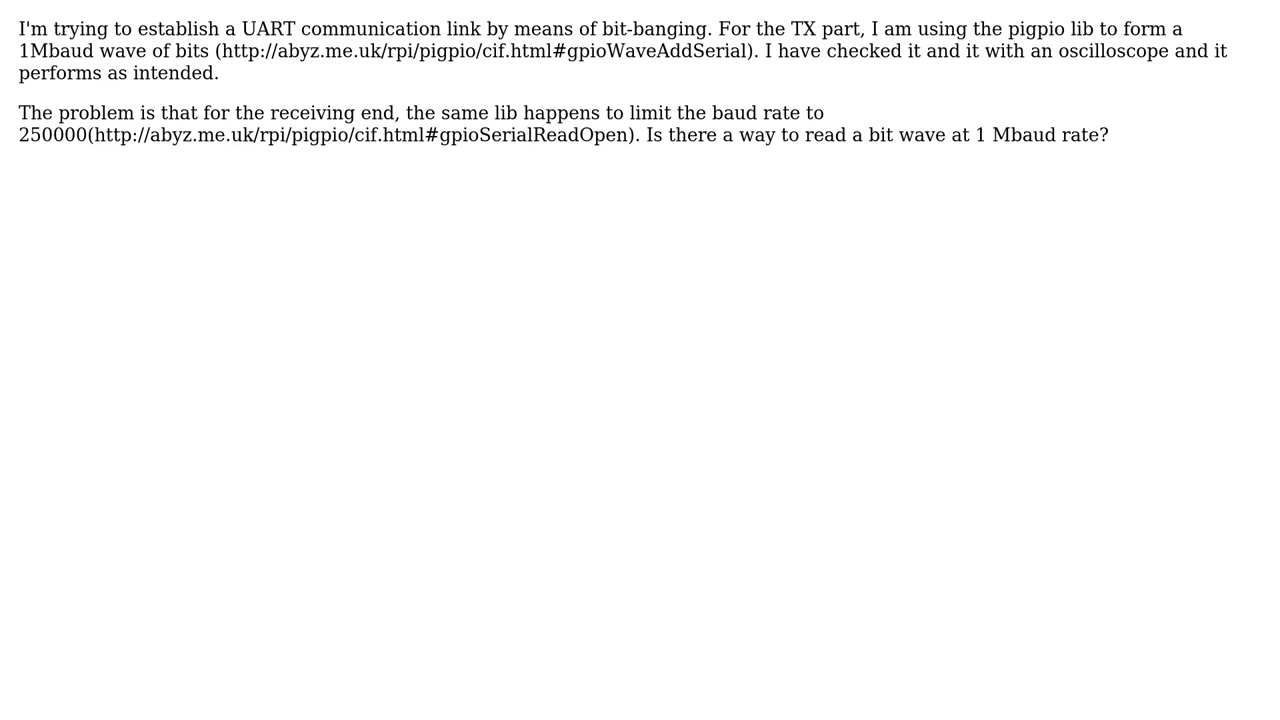 I'm trying to establish a UART communication link by means of bit-banging. For the TX part, I am using the pigpio lib to form a
1Mbaud wave of bits (http://abyz.me.uk/rpi/pigpio/cif.html#gpioWaveAddSerial). I have checked it and it with an oscilloscope and it
performs as intended.
The problem is that for the receiving end, the same lib happens to limit the baud rate to
250000(http://abyz.me.uk/rpi/pigpio/cif.html#gpioSerialReadOpen). Is there a way to read a bit wave at 1 Mbaud rate?